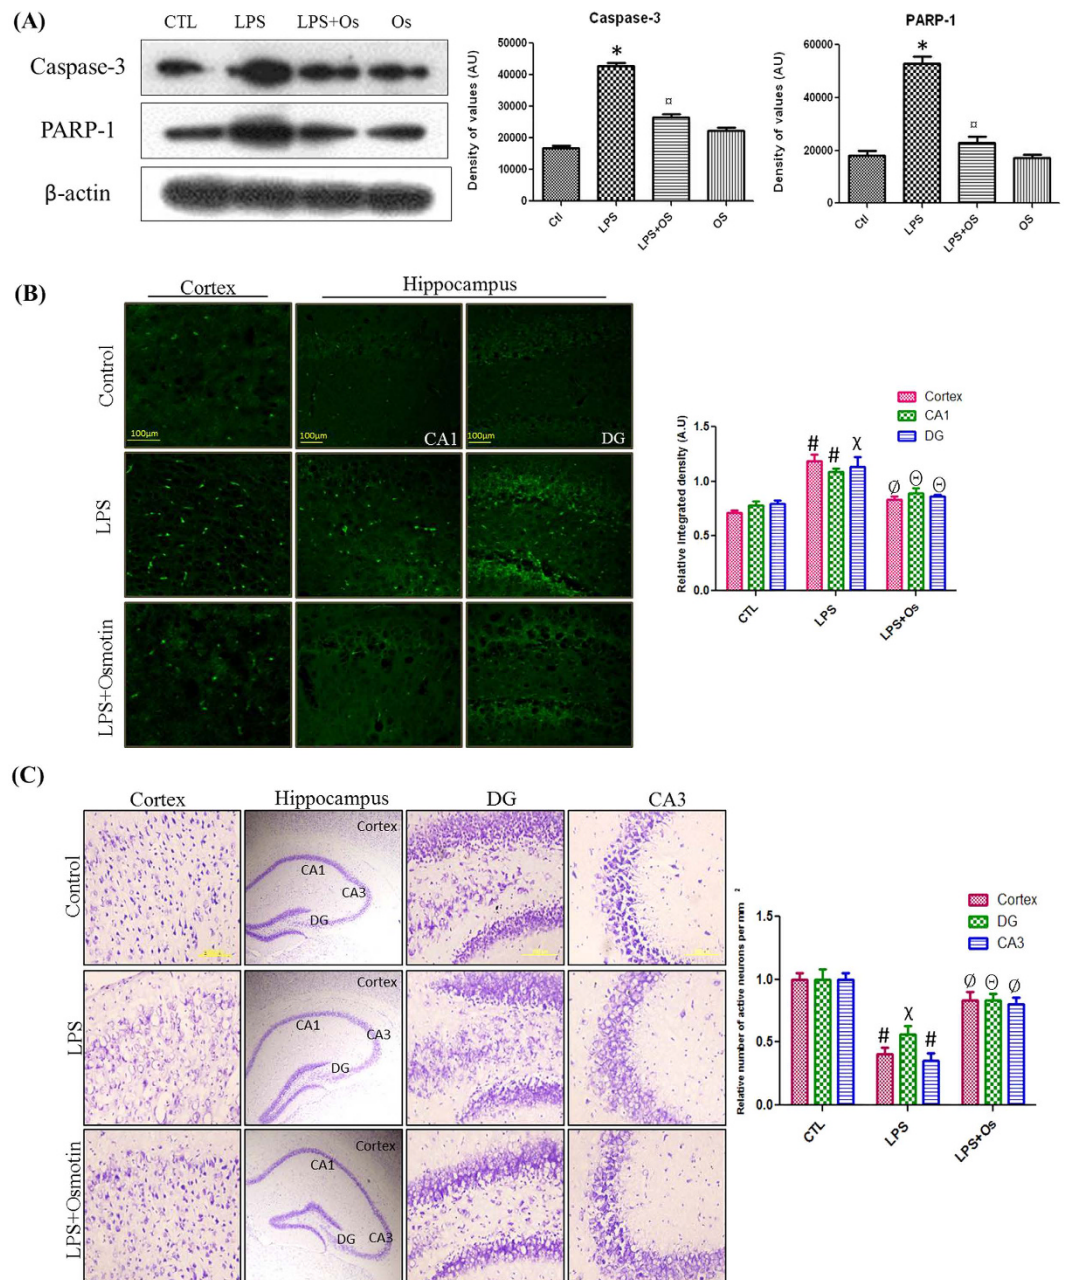 (A)
CTL LPS LPS+Os Os
Caspase-3
PARP-1
β-actin
Caspase-3
Density of values (AU)
50000
40000
30000
20000
10000
0
Ctl LPS LPS+OS OS
*
¤
PARP-1
Density of values (AU)
60000
40000
20000
0
Ctl LPS LPS+OS OS
*
¤
(B)
Cortex Hippocampus
Control
100µm
100µm CA1
100µm DG
LPS
LPS+Osmotin
Relative Integrated density (A.U)
1.5
1.0
0.5
0.0
Cortex
CA1
DG
# # χ
∅ Θ Θ
CTL LPS LPS+Os
(C)
Cortex Hippocampus DG CA3
Control
Cortex
CA1
CA3
DG
LPS
Cortex
CA1
CA3
DG
LPS+Osmotin
Cortex
CA1
DG CA3
Relative number of active neurons per mm²
1.5
1.0
0.5
0.0
Cortex
DG
CA3
# χ #
∅ Θ ∅
CTL LPS LPS+Os